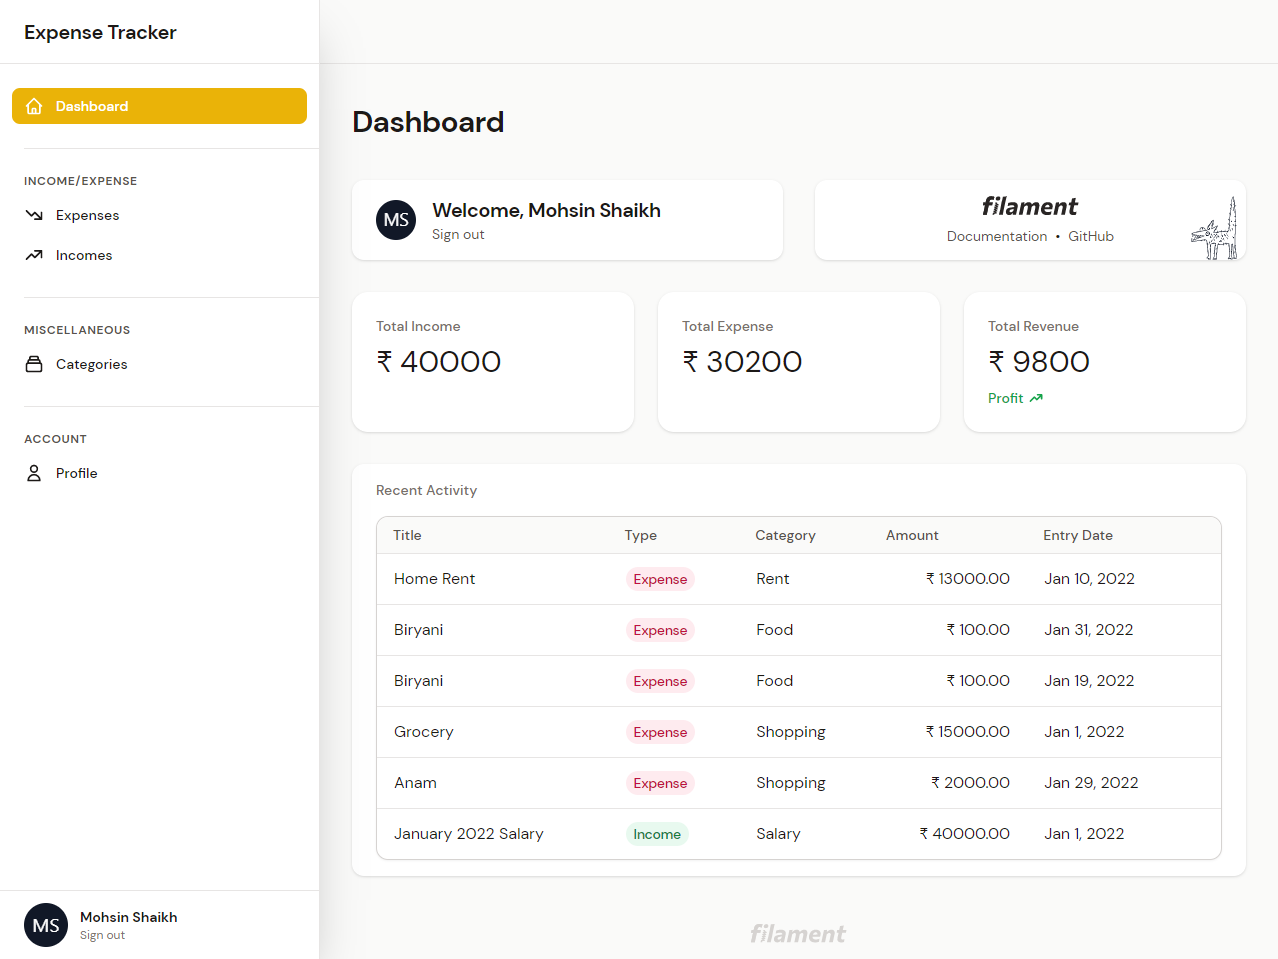 Expense Tracker
Dashboard
INCOME/EXPENSE
Expenses
Incomes
MISCELLANEOUS
Categories
ACCOUNT
Profile
MS Mohsin Shaikh
Sign out
Dashboard
MS Welcome, Mohsin Shaikh
Sign out
filament
Documentation • GitHub
Total Income
₹ 40000
Total Expense
₹ 30200
Total Revenue
₹ 9800
Profit
Recent Activity
Title Type Category Amount Entry Date
Home Rent Expense Rent ₹ 13000.00 Jan 10, 2022
Biryani Expense Food ₹ 100.00 Jan 31, 2022
Biryani Expense Food ₹ 100.00 Jan 19, 2022
Grocery Expense Shopping ₹ 15000.00 Jan 1, 2022
Anam Expense Shopping ₹ 2000.00 Jan 29, 2022
January 2022 Salary Income Salary ₹ 40000.00 Jan 1, 2022
filament